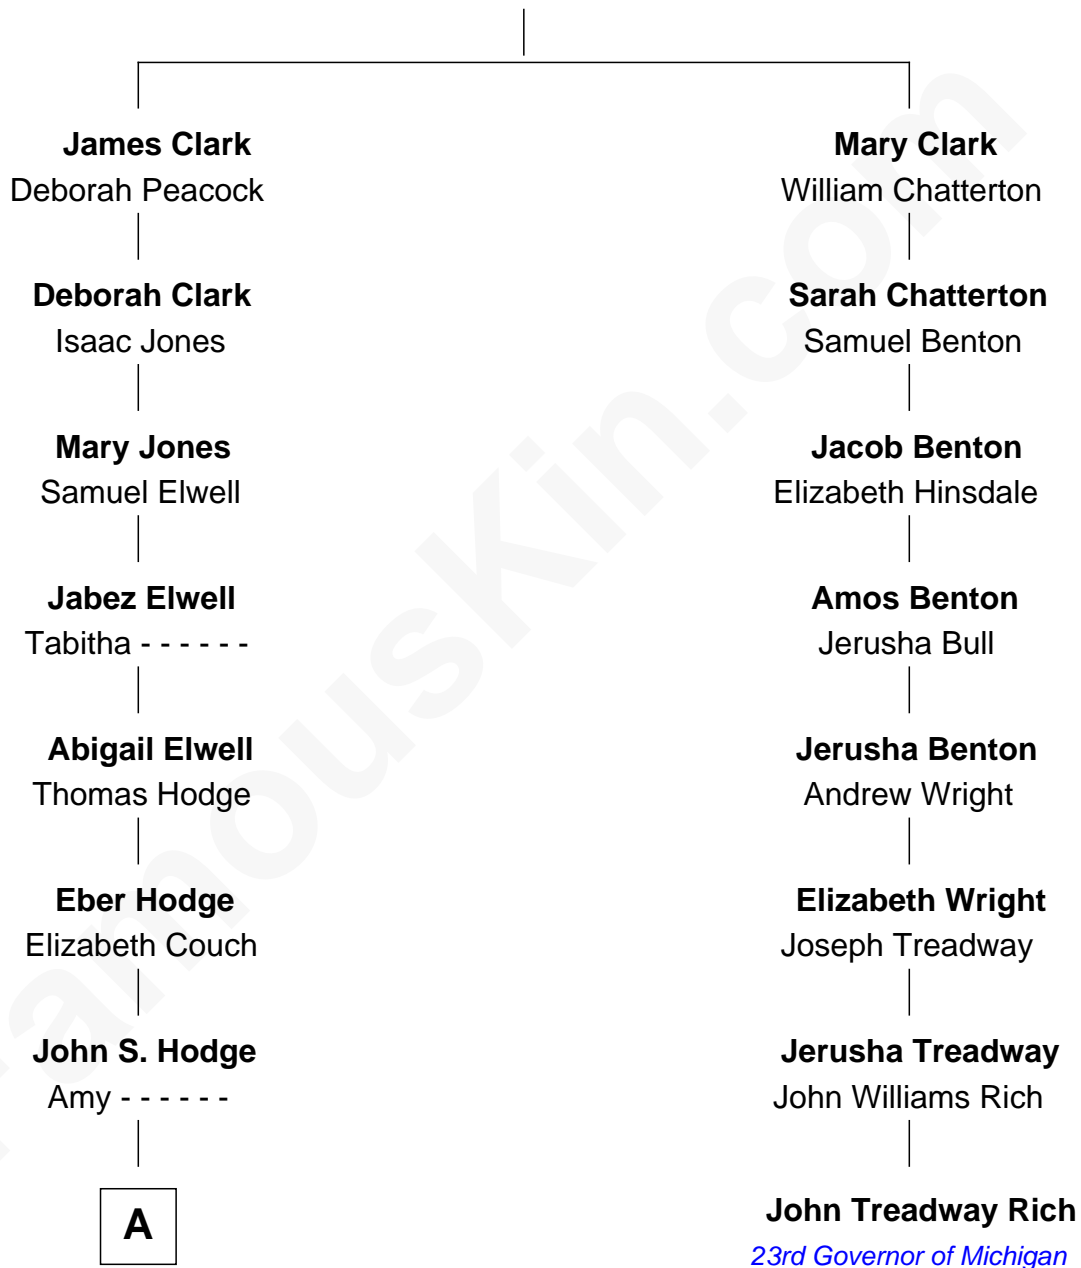 James Clark
Deborah Peacock
Deborah Clark
Isaac Jones
Mary Jones
Samuel Elwell
Jabez Elwell
Tabitha - - - - - -
Abigail Elwell
Thomas Hodge
Eber Hodge
Elizabeth Couch
John S. Hodge
Amy - - - - - -
A
Mary Clark
William Chatterton
Sarah Chatterton
Samuel Benton
Jacob Benton
Elizabeth Hinsdale
Amos Benton
Jerusha Bull
Jerusha Benton
Andrew Wright
Elizabeth Wright
Joseph Treadway
Jerusha Treadway
John Williams Rich
John Treadway Rich
23rd Governor of Michigan
FamousKin.com